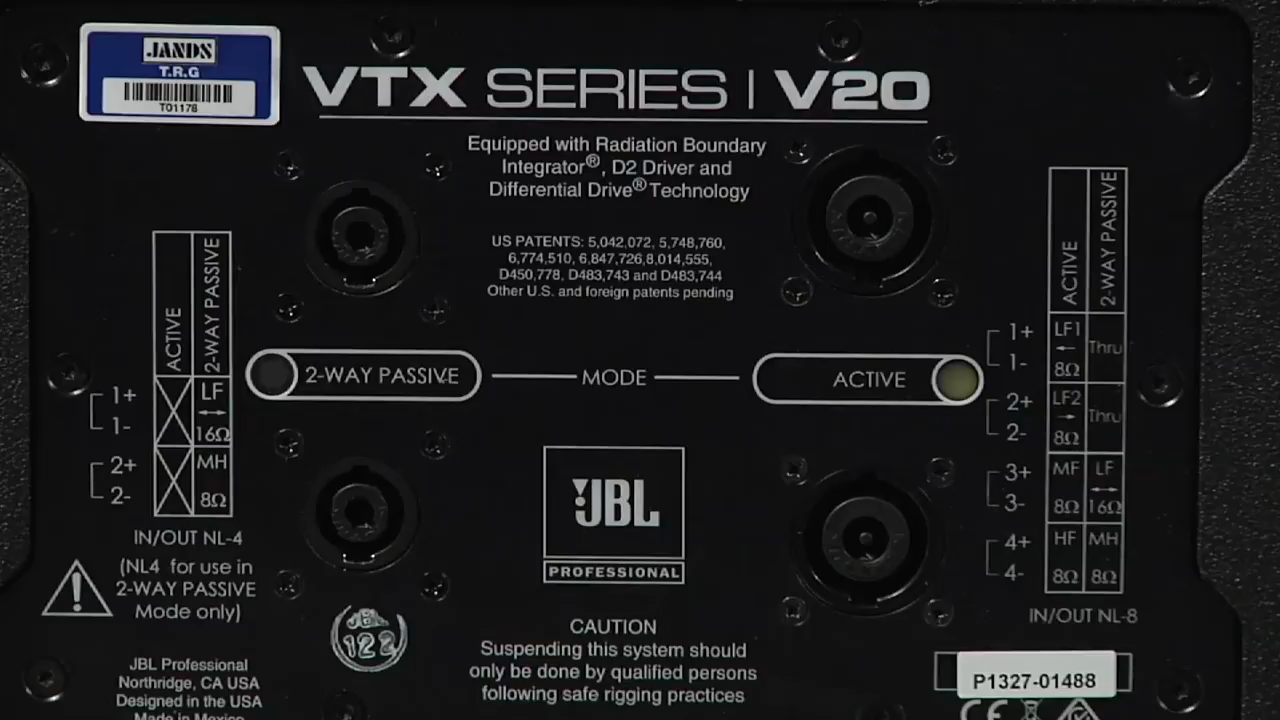 JANDS
T.R.G
T01178
VTX SERIES | V20
Equipped with Radiation Boundary
Integrator®, D2 Driver and
Differential Drive® Technology
US PATENTS: 5,042,072, 5,748,760,
6,774,510, 6,847,726,8,014,555,
D450,778, D483,743 and D483,744
Other U.S. and foreign patents pending
2-WAY PASSIVE
MODE
ACTIVE
ACTIVE
2-WAY PASSIVE
1+
1-
LF
↔
16Ω
2+
2-
MH
8Ω
IN/OUT NL-4
(NL4 for use in
2-WAY PASSIVE
Mode only)
JBL Professional
Northridge, CA USA
Designed in the USA
Made in Mexico
JBL
122
JBL
PROFESSIONAL
CAUTION
Suspending this system should
only be done by qualified persons
following safe rigging practices
ACTIVE
2-WAY PASSIVE
1+
1-
LF1
←
8Ω
Thru
2+
2-
LF2
→
8Ω
Thru
3+
3-
MF
8Ω
LF
↔
16Ω
4+
4-
HF
8Ω
MH
8Ω
IN/OUT NL-8
P1327-01488
CE